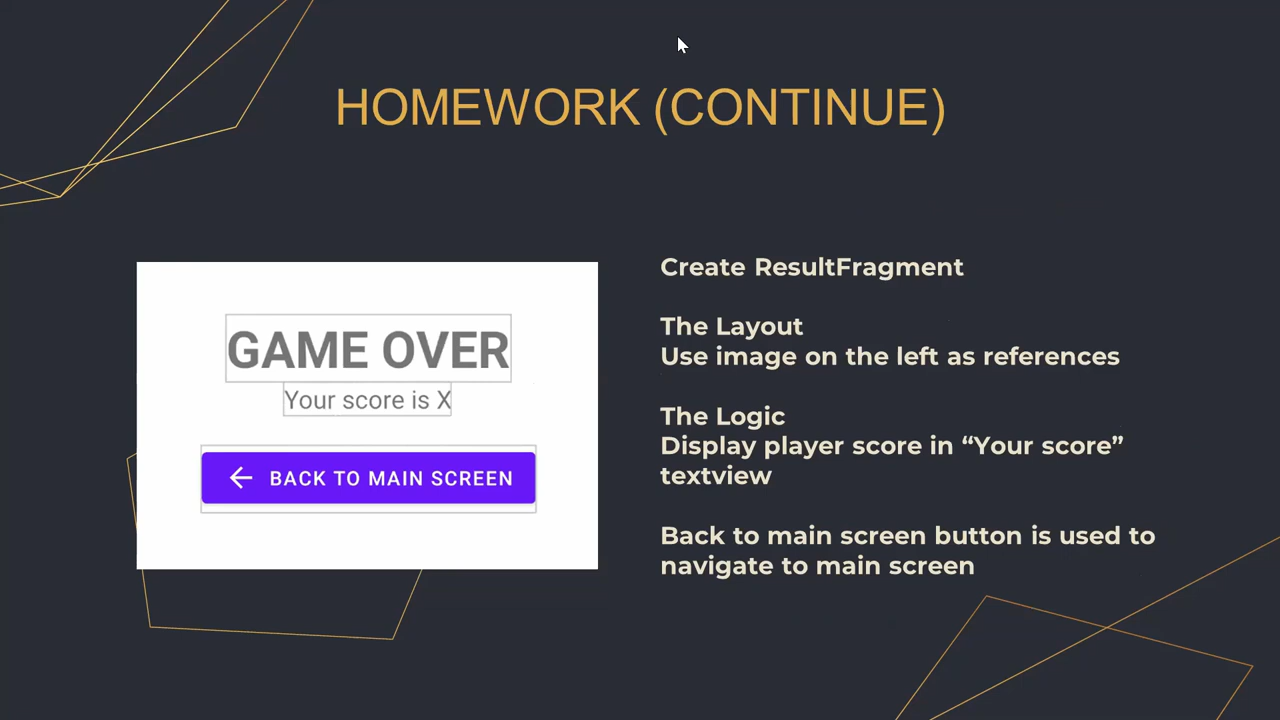 HOMEWORK (CONTINUE)
GAME OVER
Your score is X
BACK TO MAIN SCREEN
Create ResultFragment
The Layout
Use image on the left as references
The Logic
Display player score in “Your score”
textview
Back to main screen button is used to
navigate to main screen